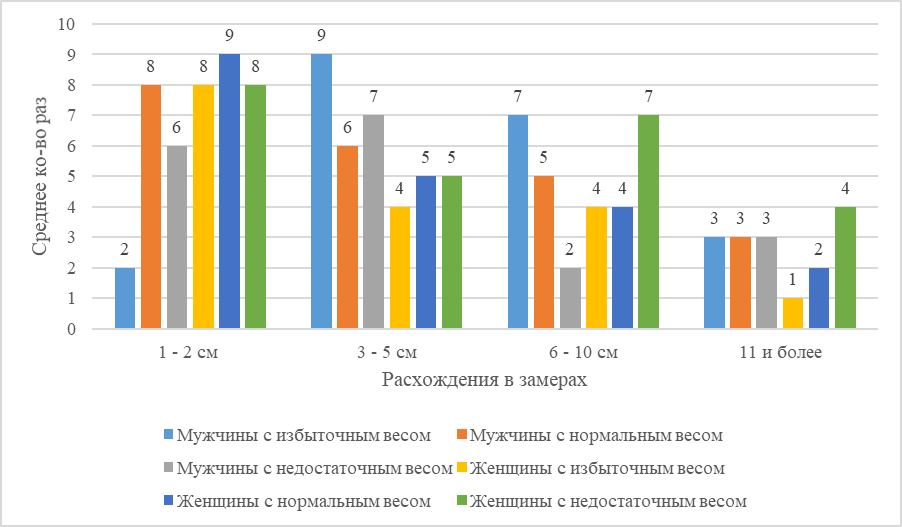 10
9
8
7
6
5
4
3
2
1
0
Среднее ко-во раз
2 8 6 8 9 8
9 6 7 4 5 5
7 5 2 4 4 7
3 3 3 1 2 4
1 - 2 см 3 - 5 см 6 - 10 см 11 и более
Расхождения в замерах
Мужчины с избыточным весом Мужчины с нормальным весом
Мужчины с недостаточным весом Женщины с избыточным весом
Женщины с нормальным весом Женщины с недостаточным весом